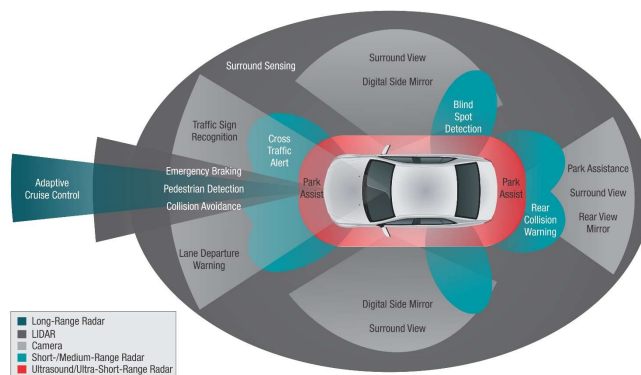 Surround Sensing
Surround View
Digital Side Mirror
Blind
Spot
Detection
Traffic Sign
Recognition
Cross
Traffic
Alert
Emergency Braking
Pedestrian Detection
Collision Avoidance
Adaptive
Cruise Control
Park
Assist
Park
Assist
Park Assistance
Surround View
Rear View
Mirror
Rear
Collision
Warning
Lane Departure
Warning
Digital Side Mirror
Surround View
Long-Range Radar
LIDAR
Camera
Short-/Medium-Range Radar
Ultrasound/Ultra-Short-Range Radar